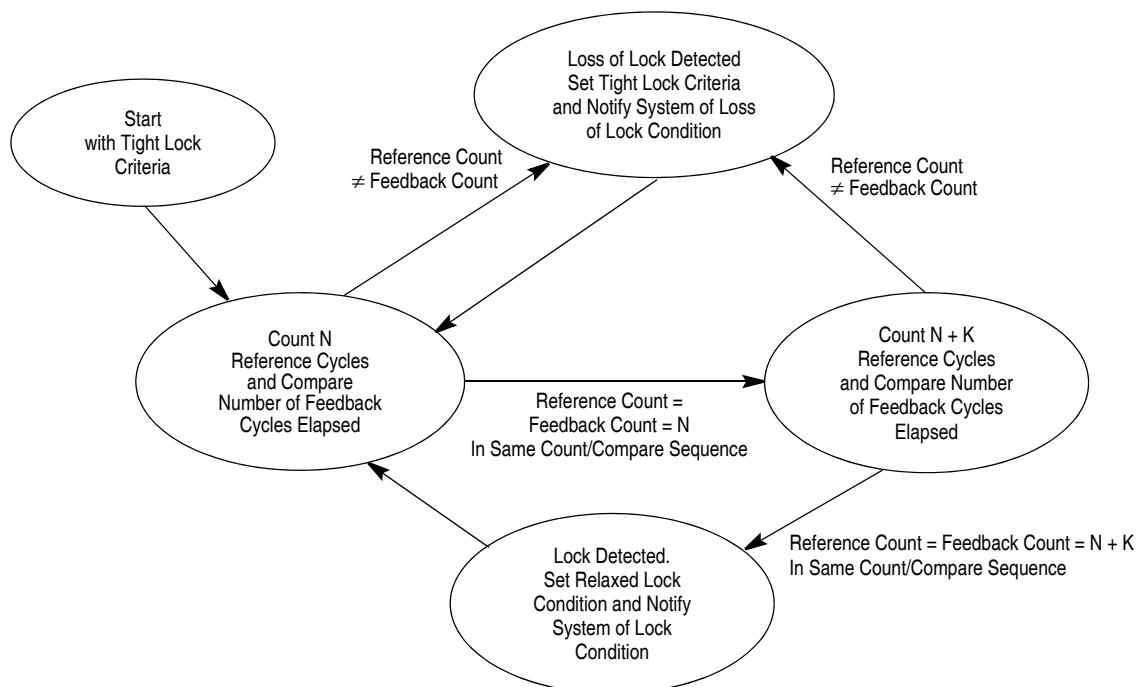 Start
with Tight Lock
Criteria
Loss of Lock Detected
Set Tight Lock Criteria
and Notify System of Loss
of Lock Condition
Reference Count
≠ Feedback Count
Reference Count
≠ Feedback Count
Count N
Reference Cycles
and Compare
Number of Feedback
Cycles Elapsed
Reference Count =
Feedback Count = N
In Same Count/Compare Sequence
Count N + K
Reference Cycles
and Compare Number
of Feedback Cycles
Elapsed
Reference Count = Feedback Count = N + K
In Same Count/Compare Sequence
Lock Detected.
Set Relaxed Lock
Condition and Notify
System of Lock
Condition